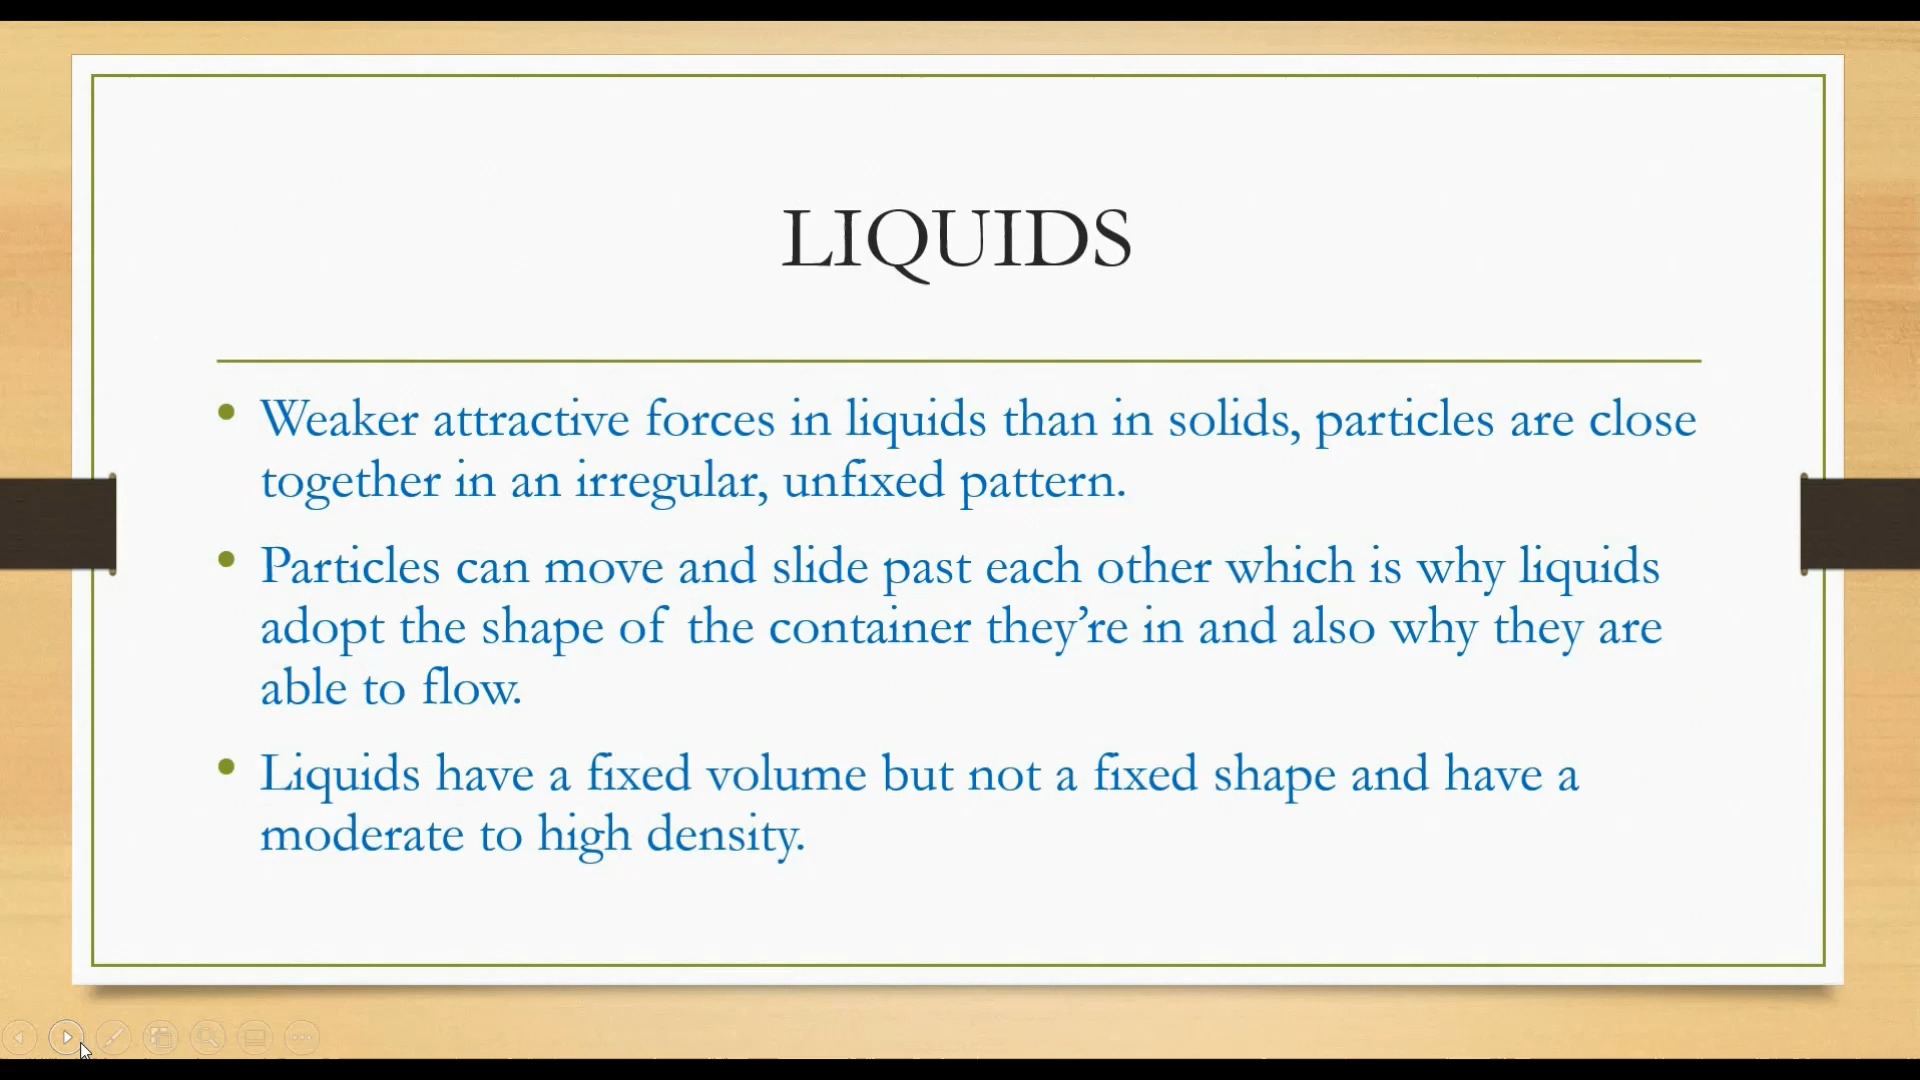 LIQUIDS
• Weaker attractive forces in liquids than in solids, particles are close
together in an irregular, unfixed pattern.
• Particles can move and slide past each other which is why liquids
adopt the shape of the container they’re in and also why they are
able to flow.
• Liquids have a fixed volume but not a fixed shape and have a
moderate to high density.